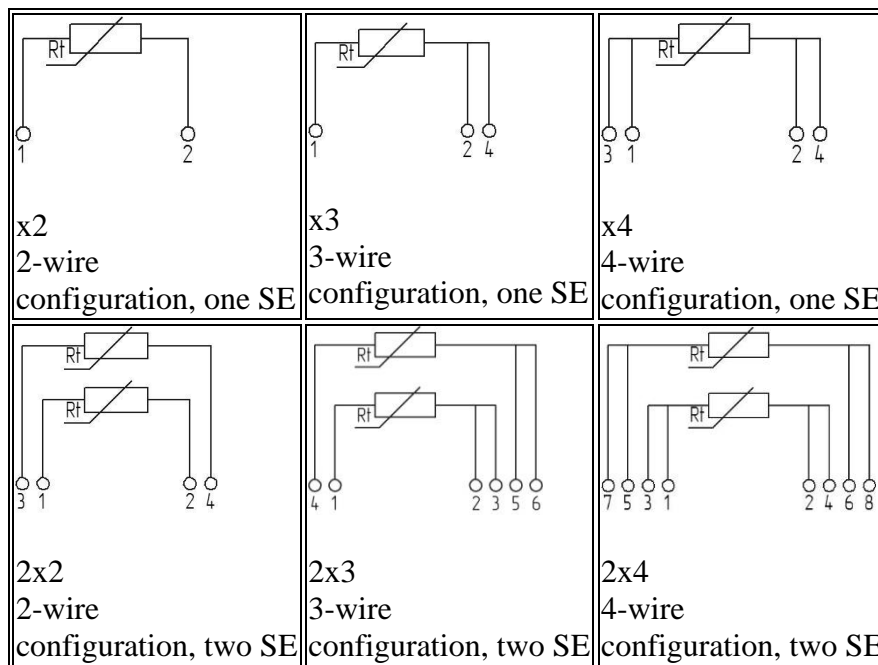 Rt
1 2
x2
2-wire
configuration, one SE
Rt
1 2 4
x3
3-wire
configuration, one SE
Rt
3 1 2 4
x4
4-wire
configuration, one SE
Rt
Rt
3 1 2 4
2x2
2-wire
configuration, two SE
Rt
Rt
4 1 2 3 5 6
2x3
3-wire
configuration, two SE
Rt
Rt
7 5 3 1 2 4 6 8
2x4
4-wire
configuration, two SE